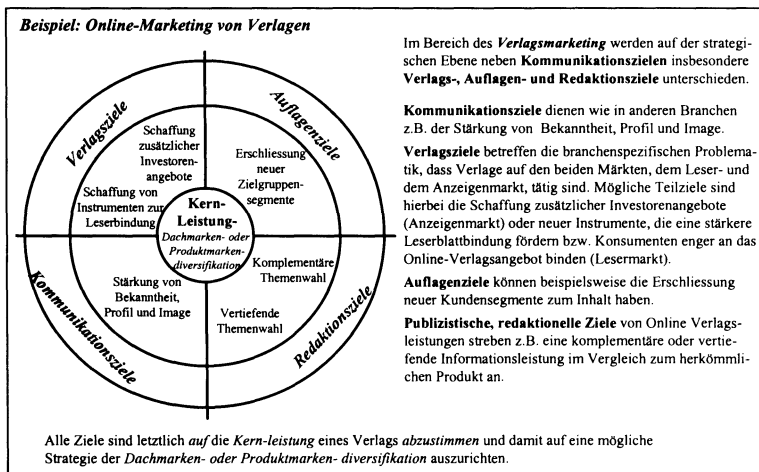 Beispiel: Online-Marketing von Verlagen
Verlagsziele
Auflagenziele
Kommunikationsziele
Redaktionsziele
Schaffung
zusätzlicher
Investoren-
angebote
Schaffung von
Instrumenten zur
Leserbindung
Erschliessung
neuer
Zielgruppen-
segmente
Kern-
Leistung-
Dachmarken- oder
Produktmarken-
diversifikation
Stärkung von
Bekanntheit,
Profil und Image
Komplementäre
Themenwahl
Vertiefende
Themenwahl
Im Bereich des Verlagsmarketing werden auf der strategi-
schen Ebene neben Kommunikationszielen insbesondere
Verlags-, Auflagen- und Redaktionsziele unterschieden.
Kommunikationsziele dienen wie in anderen Branchen
z.B. der Stärkung von Bekanntheit, Profil und Image.
Verlagsziele betreffen die branchenspezifischen Problema-
tik, dass Verlage auf den beiden Märkten, dem Leser- und
dem Anzeigenmarkt, tätig sind. Mögliche Teilziele sind
hierbei die Schaffung zusätzlicher Investorenangebote
(Anzeigenmarkt) oder neuer Instrumente, die eine stärkere
Leserblattbindung fördern bzw. Konsumenten enger an das
Online-Verlagsangebot binden (Lesermarkt).
Auflagenziele können beispielsweise die Erschliessung
neuer Kundensegmente zum Inhalt haben.
Publizistische, redaktionelle Ziele von Online Verlags-
leistungen streben z.B. eine komplementäre oder vertie-
fende Informationsleistung im Vergleich zum herkömmli-
chen Produkt an.
Alle Ziele sind letztlich auf die Kern-leistung eines Verlags abzustimmen und damit auf eine mögliche
Strategie der Dachmarken- oder Produktmarken- diversifikation auszurichten.